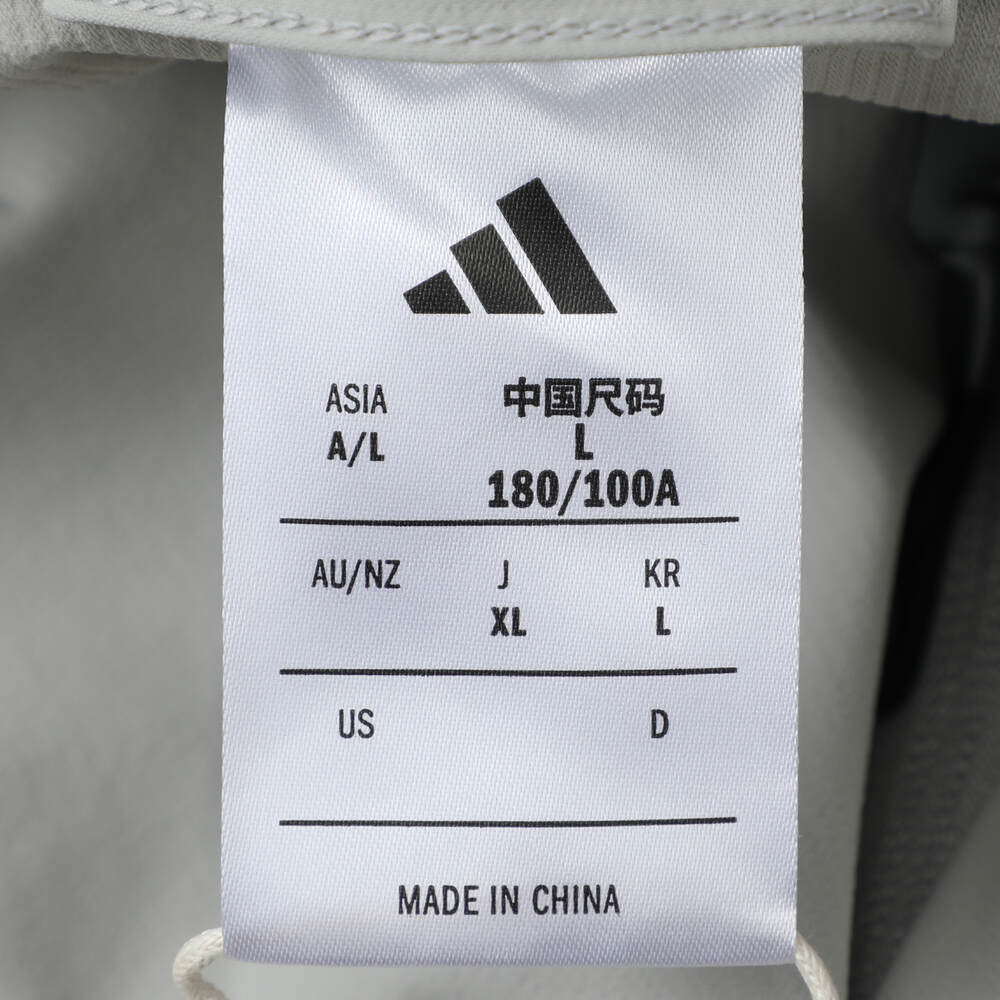 ASIA 中国尺码
A/L L
180/100A
AU/NZ J KR
XL L
US D
MADE IN CHINA